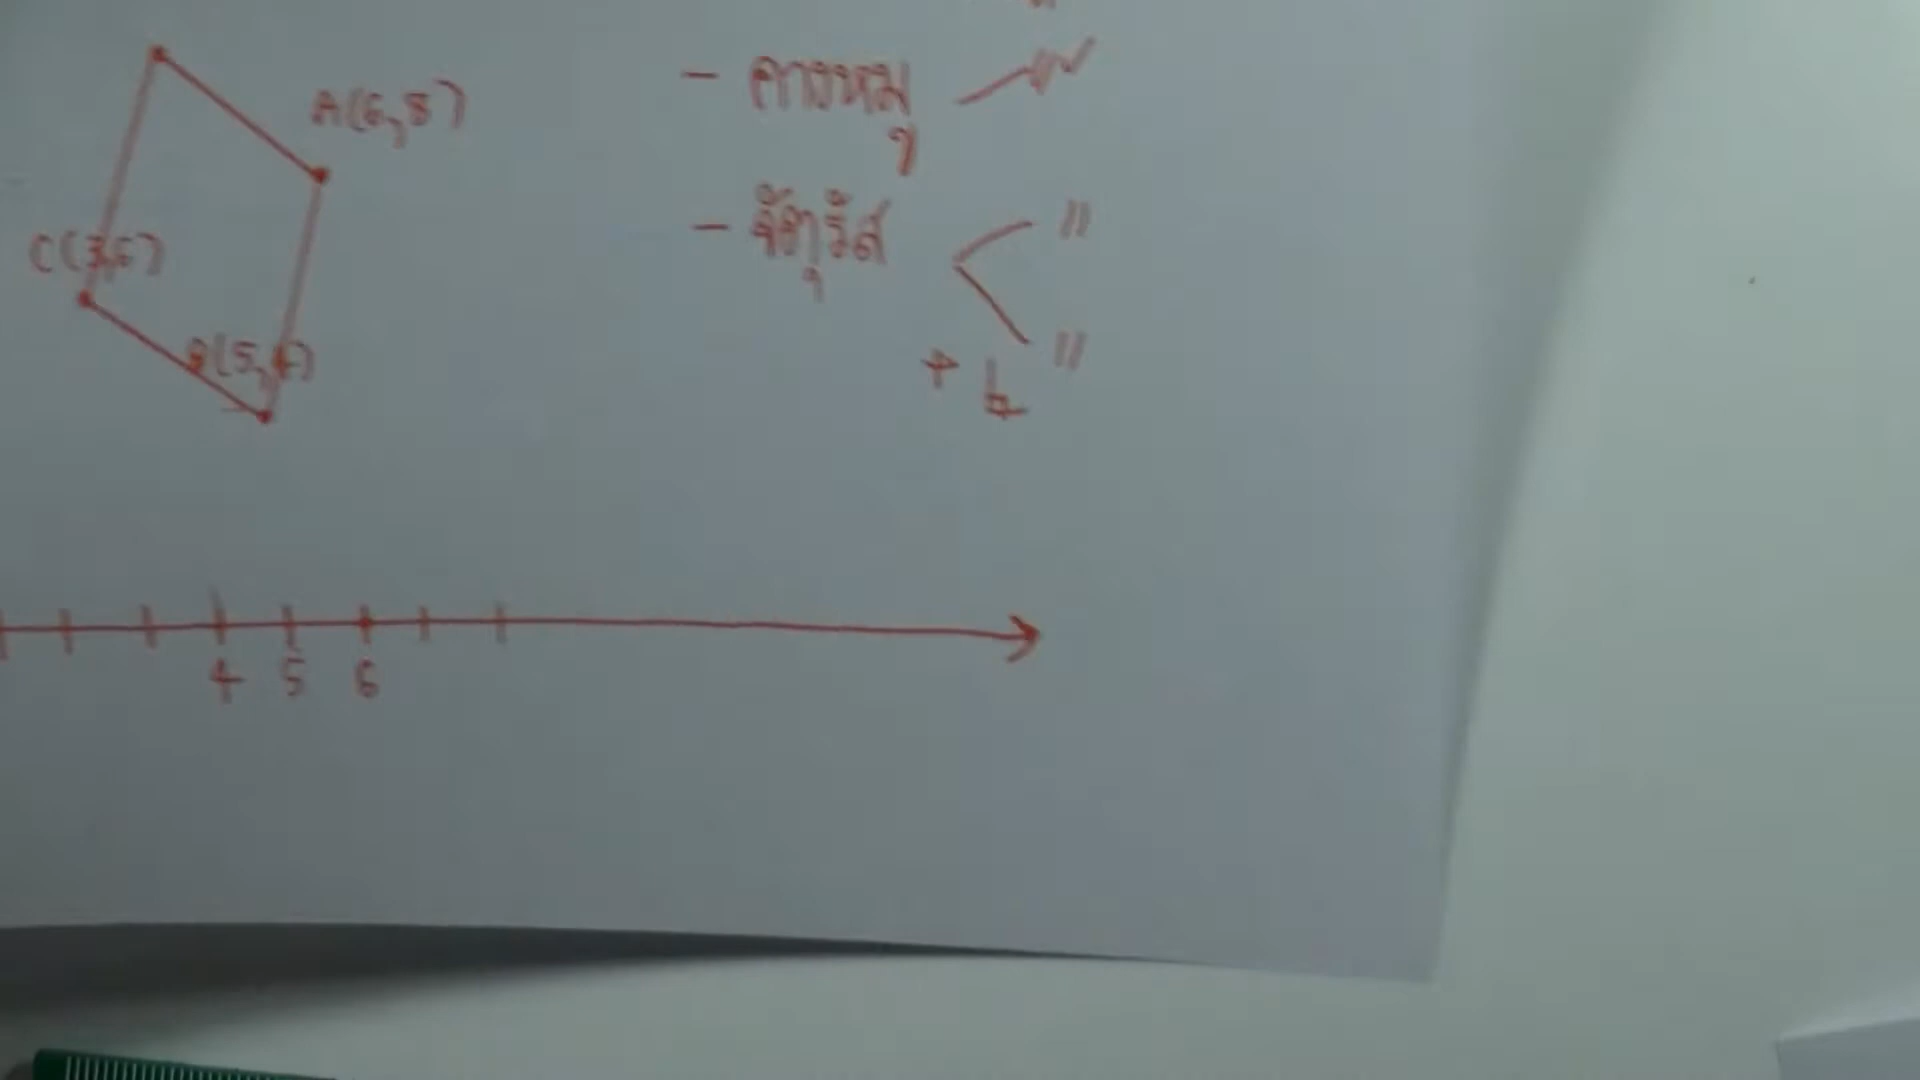 A(6,8)
- คางหมู //
C(3,6)
- จัตุรัส //
B(5,4)
+ //
4 5 6